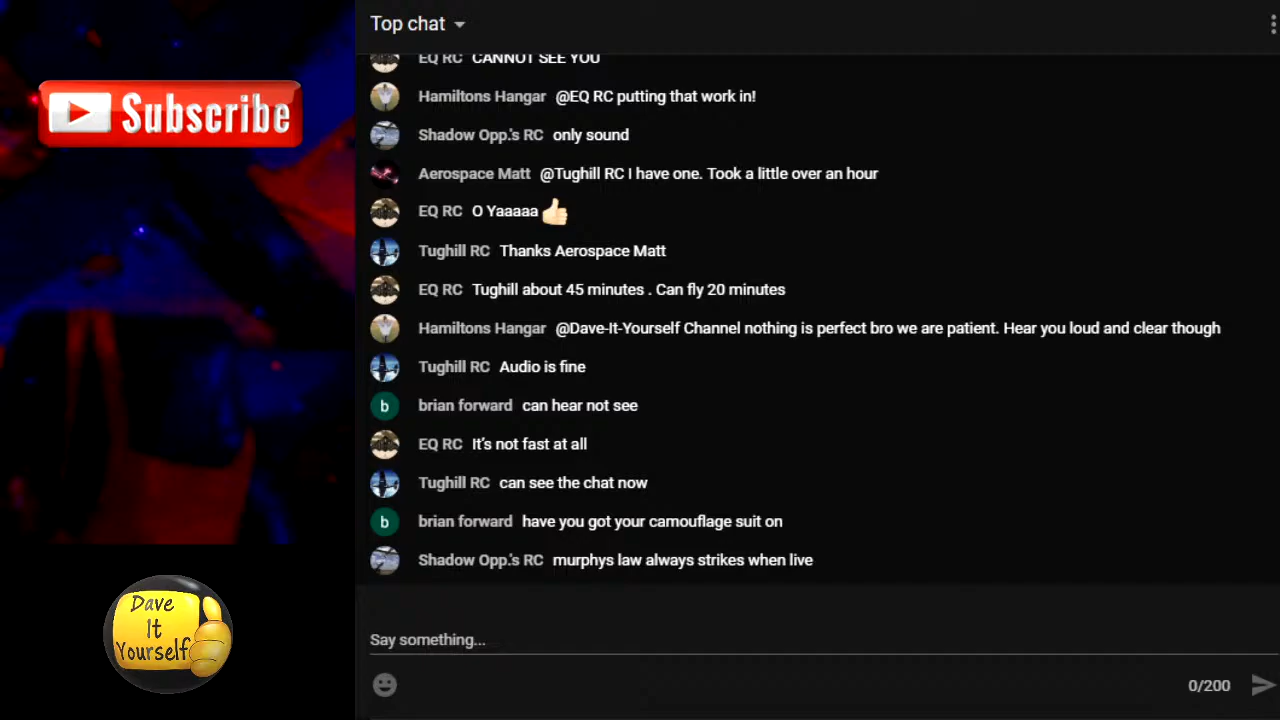 Top chat
EQ RC CANNOT SEE YOU
Subscribe
Hamiltons Hangar @EQ RC putting that work in!
Shadow Opp.'s RC only sound
Aerospace Matt @Tughill RC I have one. Took a little over an hour
EQ RC O Yaaaaa 👍🏻
Tughill RC Thanks Aerospace Matt
EQ RC Tughill about 45 minutes . Can fly 20 minutes
Hamiltons Hangar @Dave-It-Yourself Channel nothing is perfect bro we are patient. Hear you loud and clear though
Tughill RC Audio is fine
b brian forward can hear not see
EQ RC It's not fast at all
Tughill RC can see the chat now
b brian forward have you got your camouflage suit on
Shadow Opp.'s RC murphys law always strikes when live
Dave
It
Yourself
Say something...
0/200